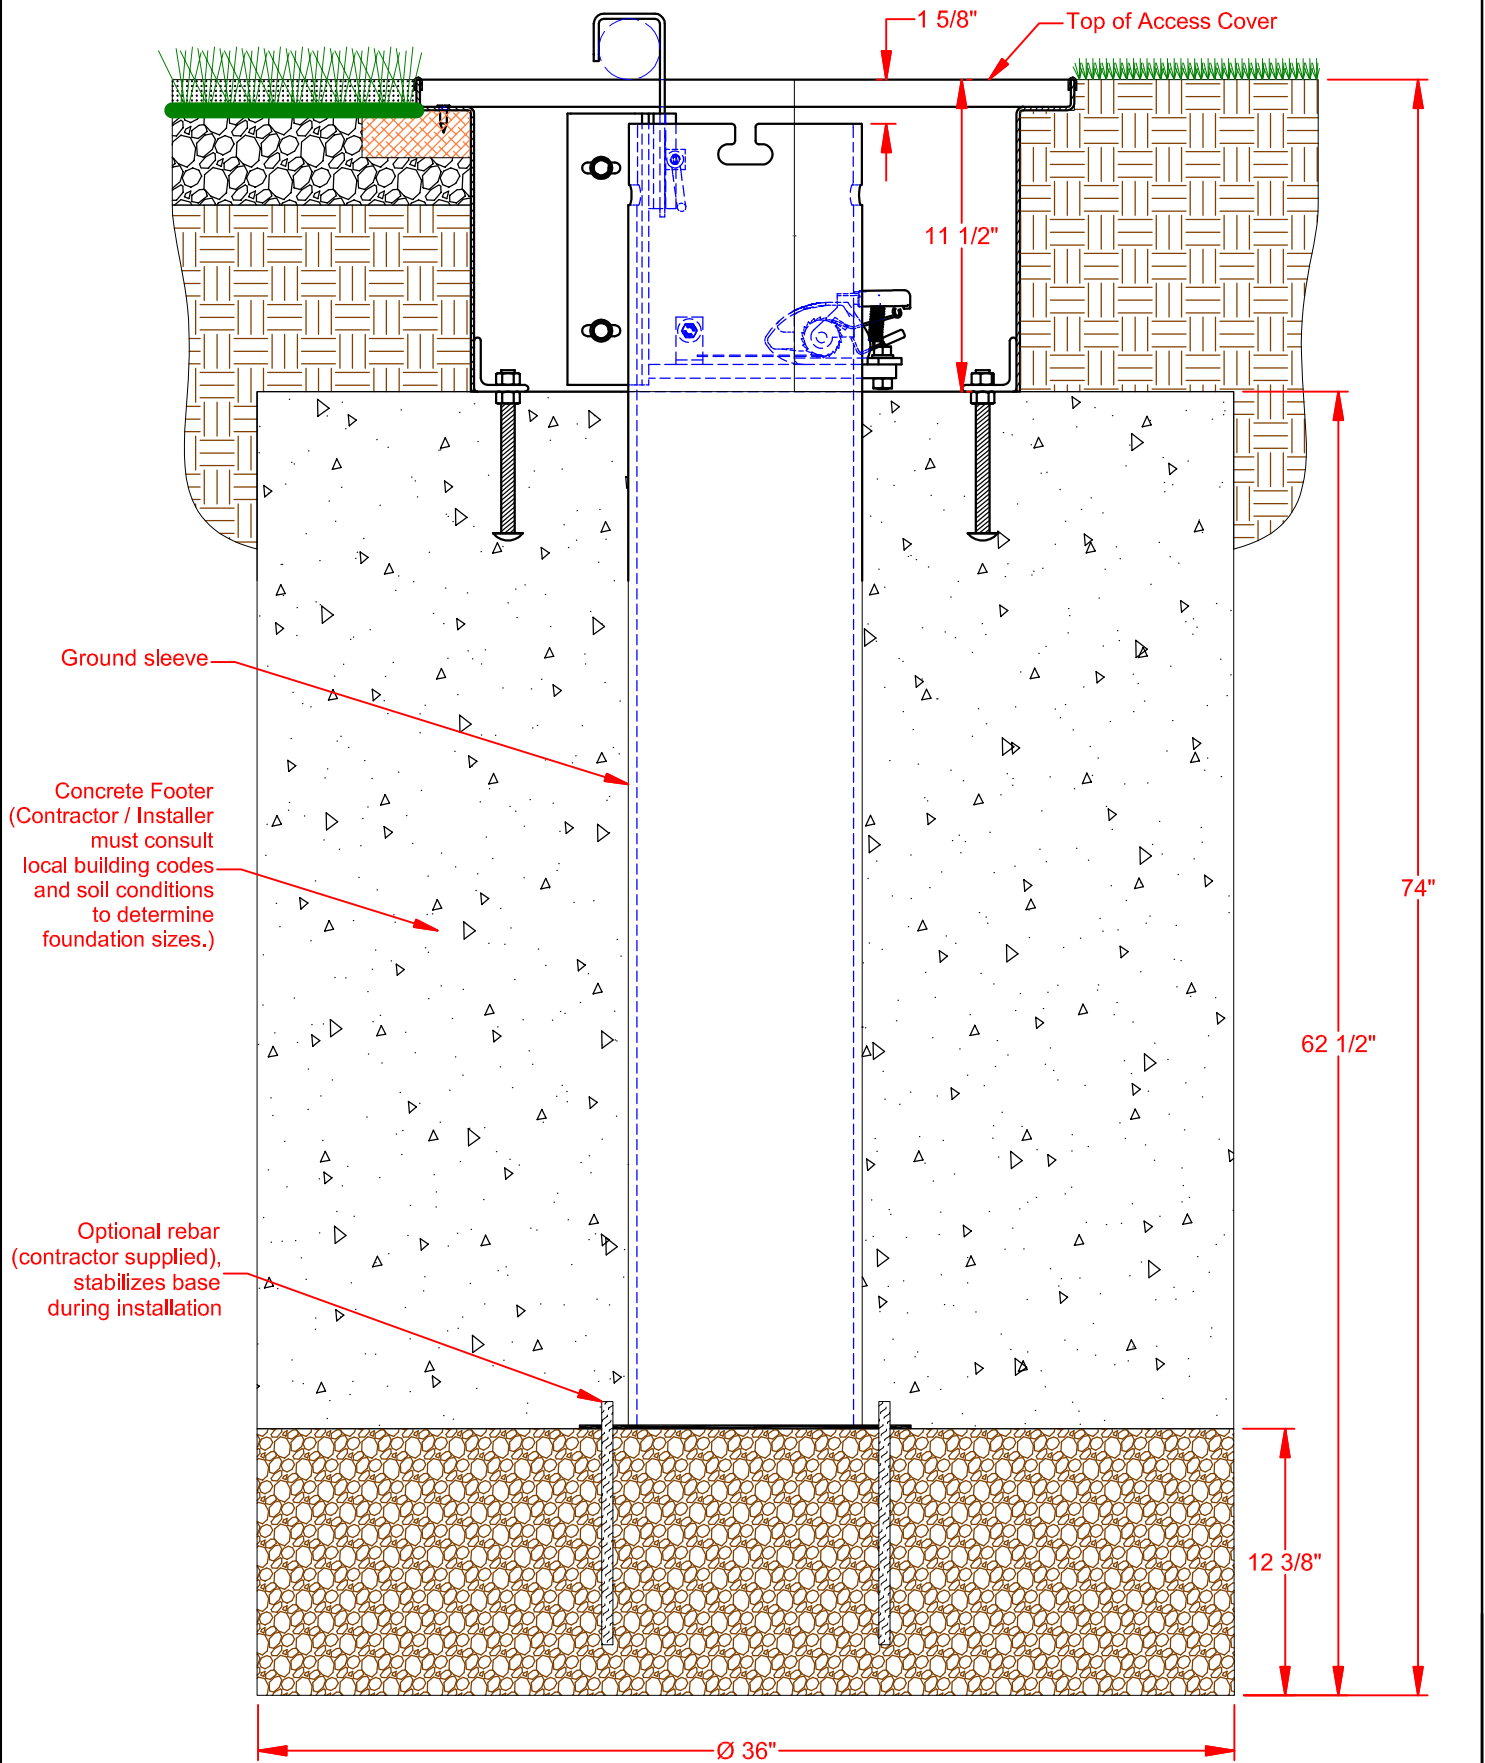 1 5/8"
Top of Access Cover
11 1/2"
Ground sleeve
Concrete Footer
(Contractor / Installer
must consult
local building codes
and soil conditions
to determine
foundation sizes.)
74"
62 1/2"
Optional rebar
(contractor supplied),
stabilizes base
during installation
12 3/8"
Ø 36"